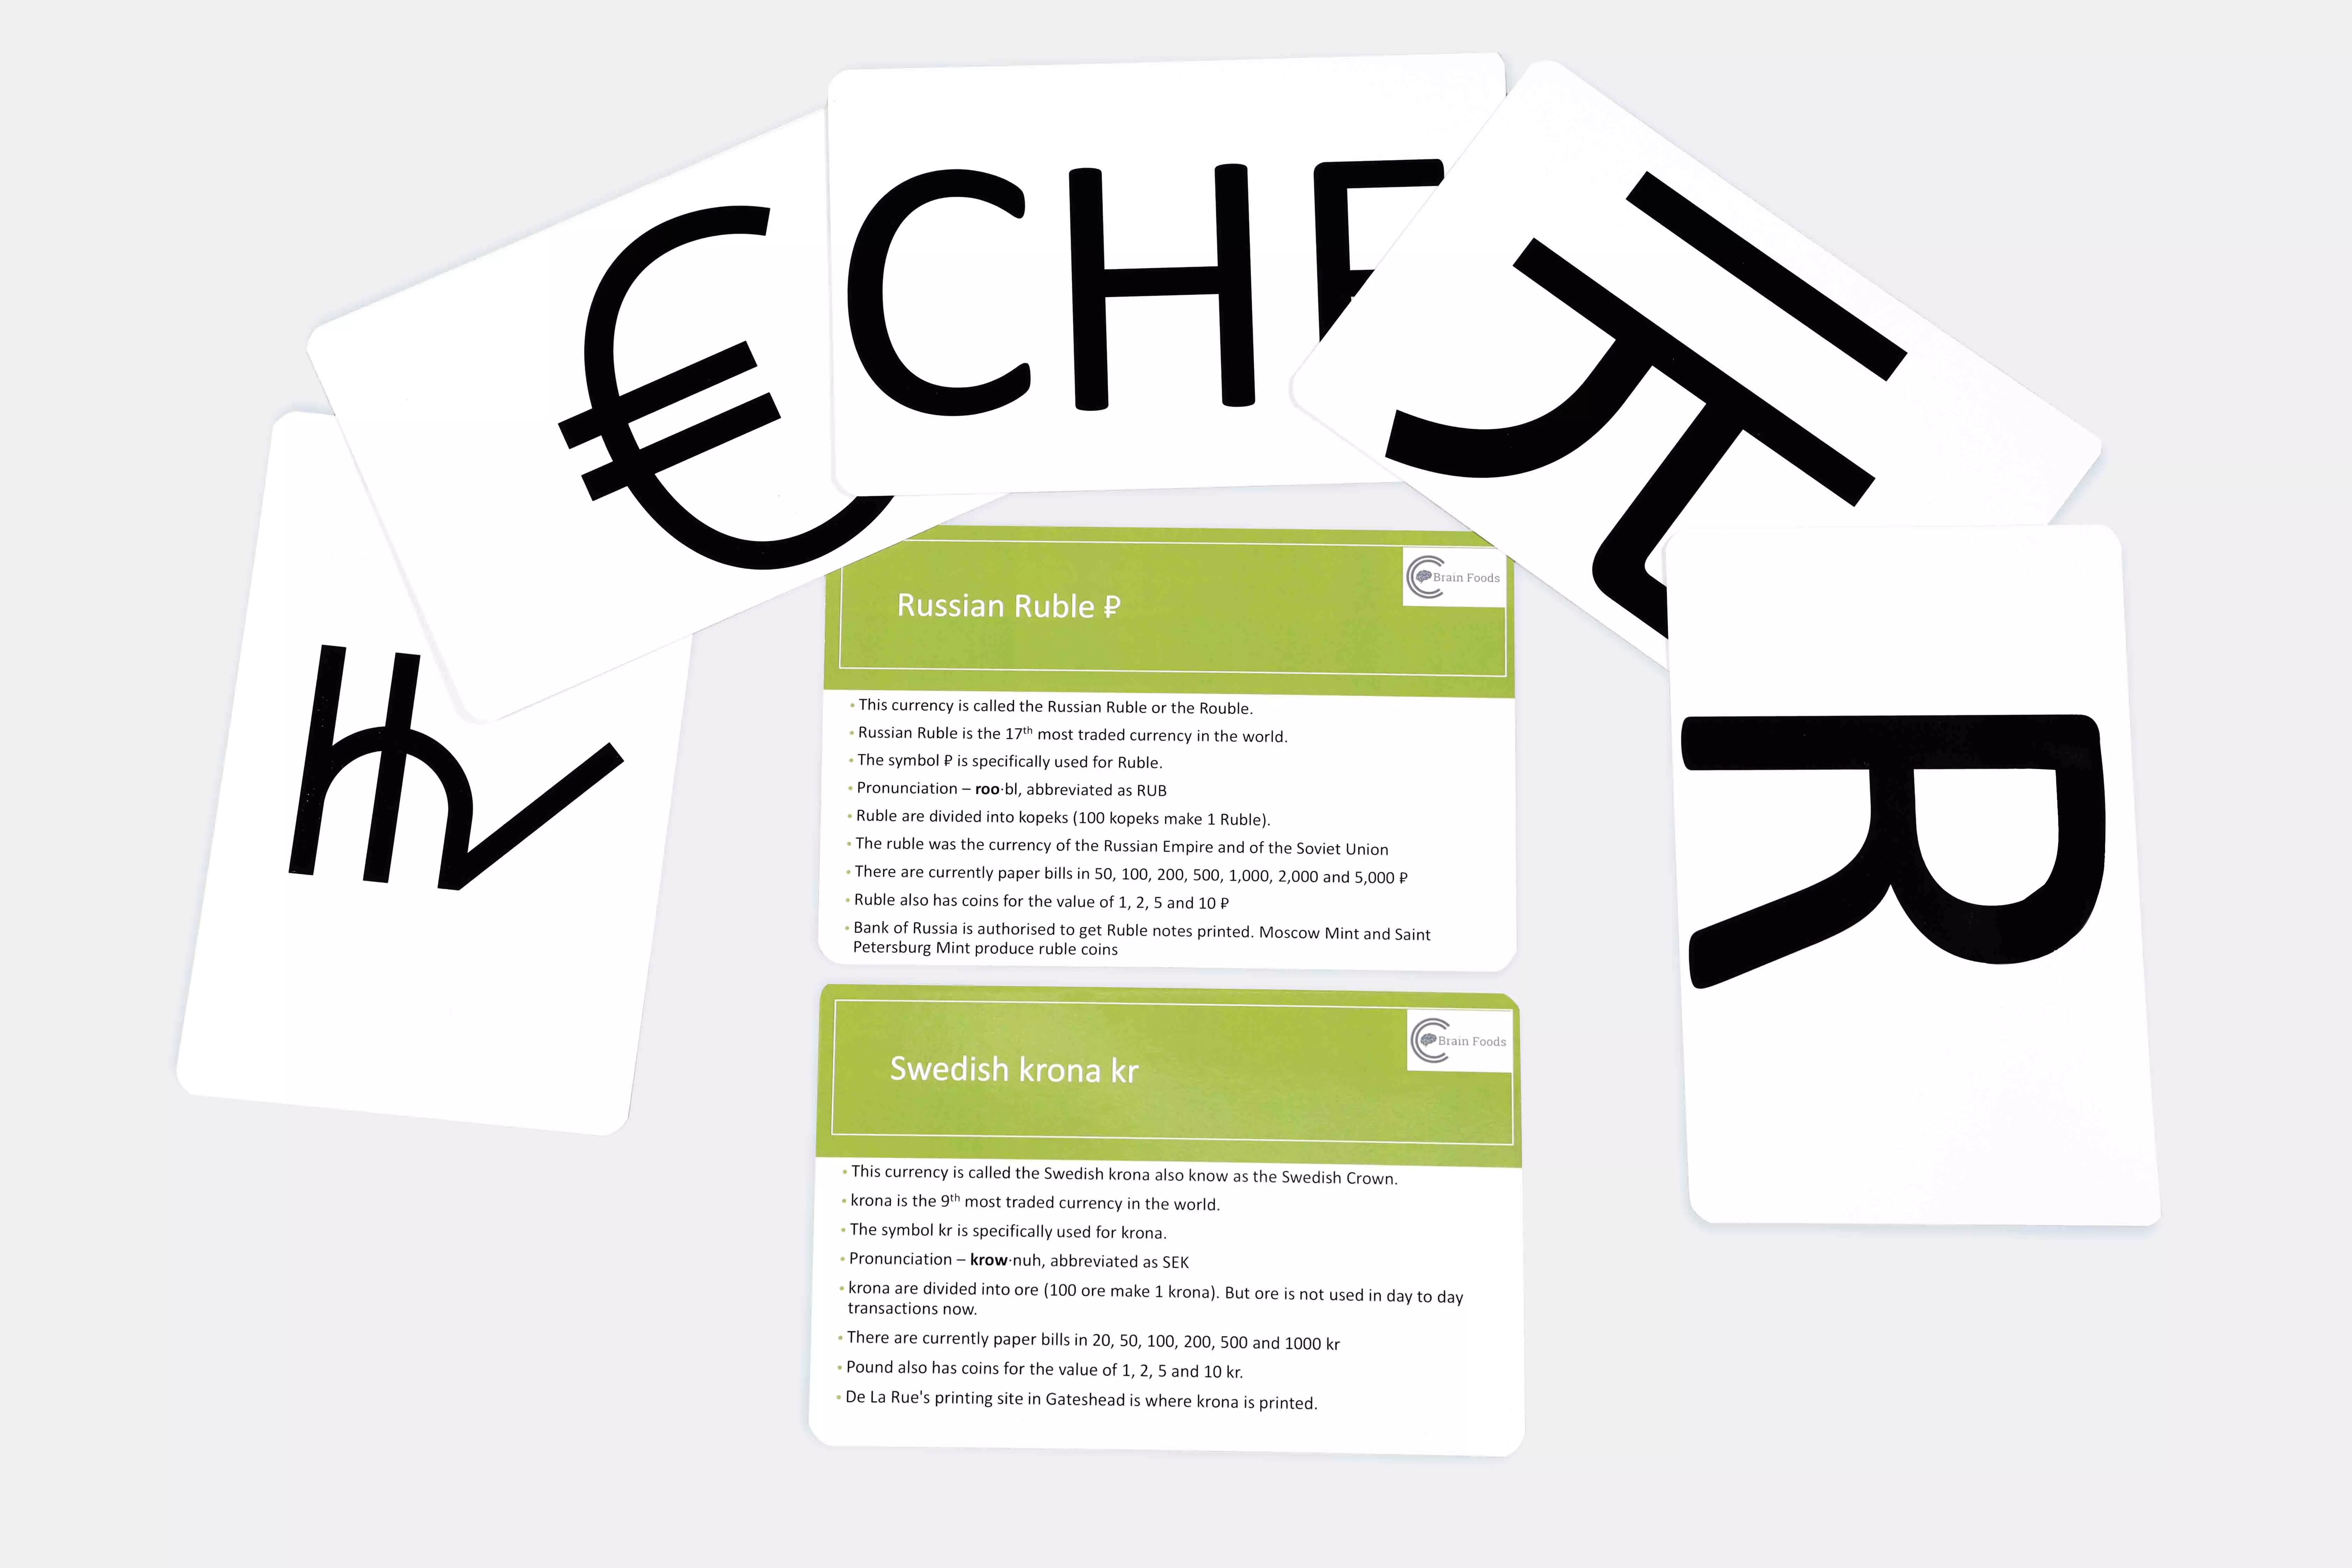 ₹
€
CHF
元
R
Brain Foods
Russian Ruble ₽
• This currency is called the Russian Ruble or the Rouble.
• Russian Ruble is the 17th most traded currency in the world.
• The symbol ₽ is specifically used for Ruble.
• Pronunciation – roo·bl, abbreviated as RUB
• Ruble are divided into kopeks (100 kopeks make 1 Ruble).
• The ruble was the currency of the Russian Empire and of the Soviet Union
• There are currently paper bills in 50, 100, 200, 500, 1,000, 2,000 and 5,000 ₽
• Ruble also has coins for the value of 1, 2, 5 and 10 ₽
• Bank of Russia is authorised to get Ruble notes printed. Moscow Mint and Saint
Petersburg Mint produce ruble coins
Brain Foods
Swedish krona kr
• This currency is called the Swedish krona also know as the Swedish Crown.
• krona is the 9th most traded currency in the world.
• The symbol kr is specifically used for krona.
• Pronunciation – krow·nuh, abbreviated as SEK
• krona are divided into ore (100 ore make 1 krona). But ore is not used in day to day
transactions now.
• There are currently paper bills in 20, 50, 100, 200, 500 and 1000 kr
• Pound also has coins for the value of 1, 2, 5 and 10 kr.
• De La Rue's printing site in Gateshead is where krona is printed.